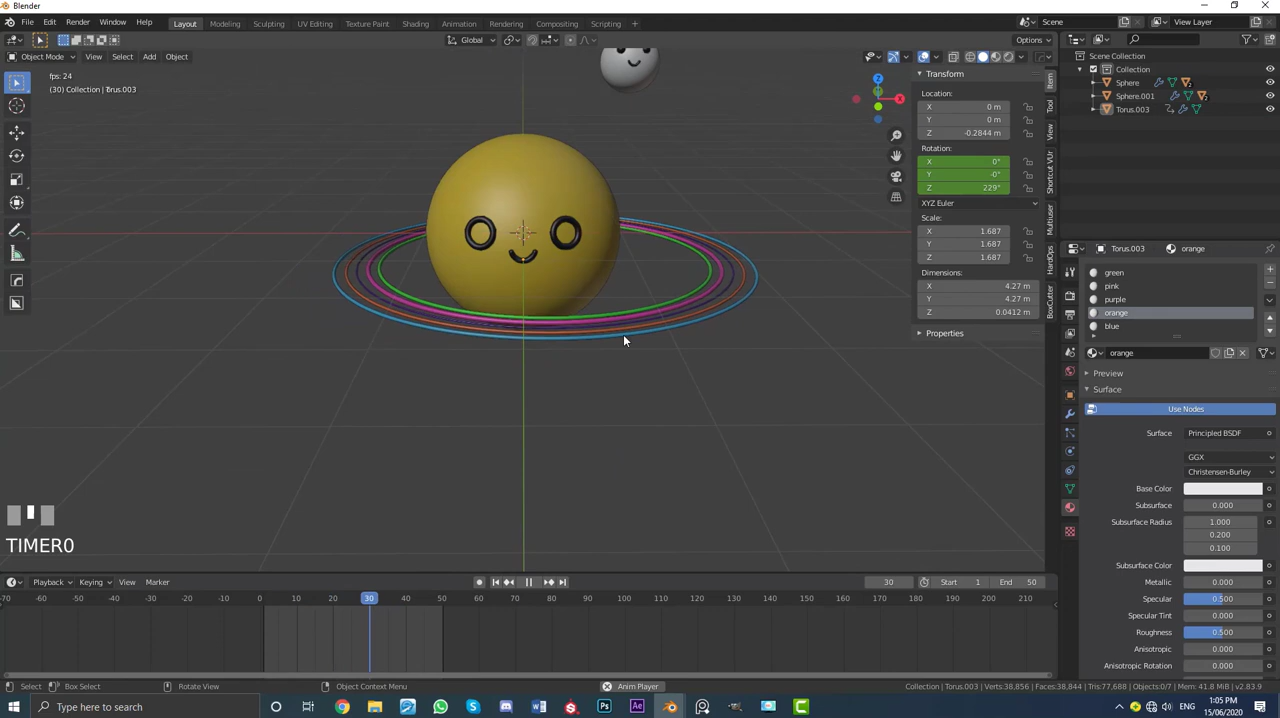 Blender
File Edit Render Window Help Layout Modeling Sculpting UV Editing Texture Paint Shading Animation Rendering Compositing Scripting + Scene View Layer
Global Options
Object Mode View Select Add Object
fps: 24
(30) Collection | Torus.003
Z
X
TIMER0
Transform
Location:
X 0 m
Y 0 m
Z -0.2844 m
Rotation:
X 0°
Y -0°
Z 229°
XYZ Euler
Scale:
X 1.687
Y 1.687
Z 1.687
Dimensions:
X 4.27 m
Y 4.27 m
Z 0.0412 m
Properties
Item
Tool
View
Shortcut VUr
Multiuser
HardOps
BoxCutter
Scene Collection
Collection
Sphere
Sphere.001
Torus.003
Torus.003 orange
green
pink
purple
orange
blue
orange
Preview
Surface
Use Nodes
Surface Principled BSDF
GGX
Christensen-Burley
Base Color
Subsurface 0.000
Subsurface Radius 1.000
0.200
0.100
Subsurface Color
Metallic 0.000
Specular 0.500
Specular Tint 0.000
Roughness 0.500
Anisotropic 0.000
Anisotropic Rotation 0.000
Playback Keying View Marker 30 Start 1 End 50
-70 -60 -50 -40 -30 -20 -10 0 10 20 30 40 50 60 70 80 90 100 110 120 130 140 150 160 170 180 190 200 210
Select Box Select Rotate View Object Context Menu Anim Player Collection | Torus.003 | Verts:38,856 | Faces:38,844 | Tris:77,688 | Objects:0/7 | Mem: 41.8 MiB | v2.83.9
Type here to search 1:05 PM
15/06/2020